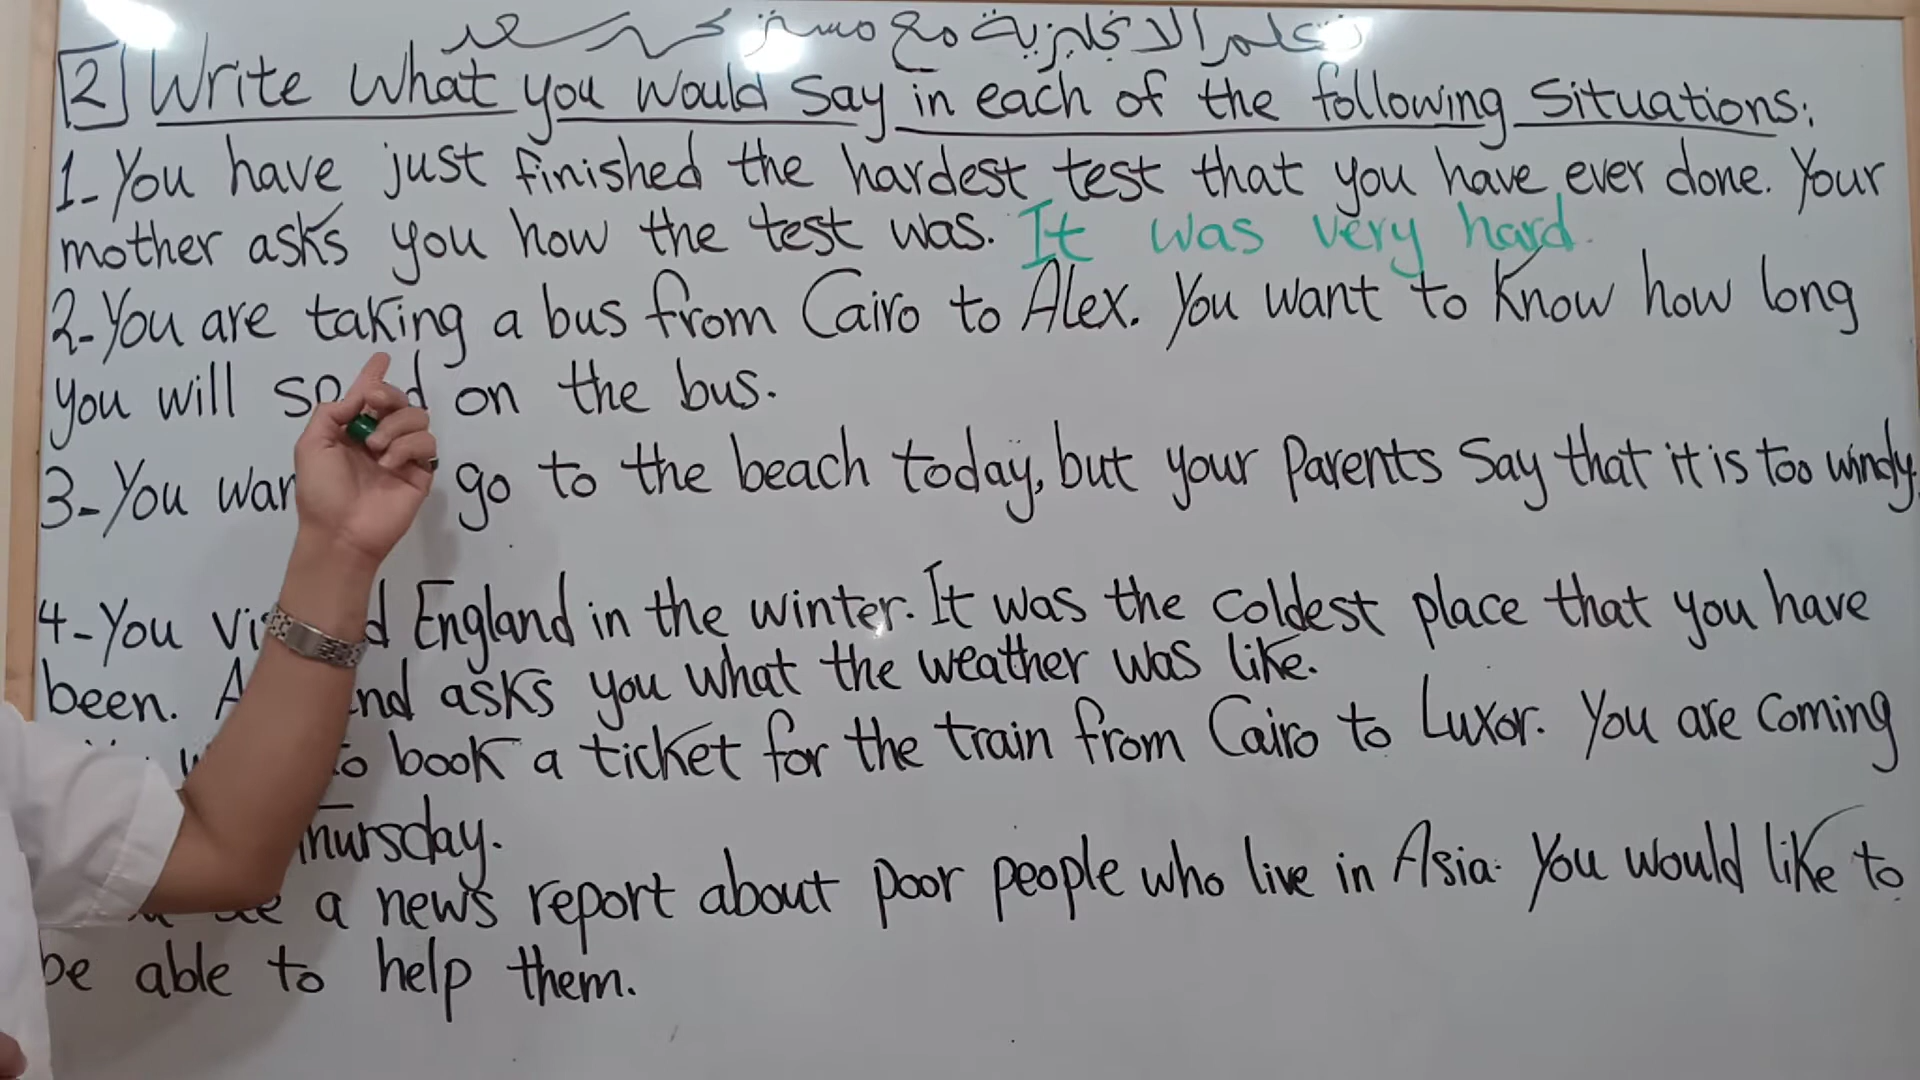 تعلم الانجليزية مع مستر محمد سعد
2 Write what you would say in each of the following situations:
1- You have just finished the hardest test that you have ever done. Your
mother asks you how the test was. It was very hard.
2- You are taking a bus from Cairo to Alex. You want to know how long
you will on the bus.
3- You go to the beach today, but your parents say that it is too windy.
4- You England in the winter. It was the coldest place that you have
been. asks you what the weather was like.
to book a ticket for the train from Cairo to Luxor. You are coming
Thursday.
a news report about poor people who live in Asia. You would like to
be able to help them.